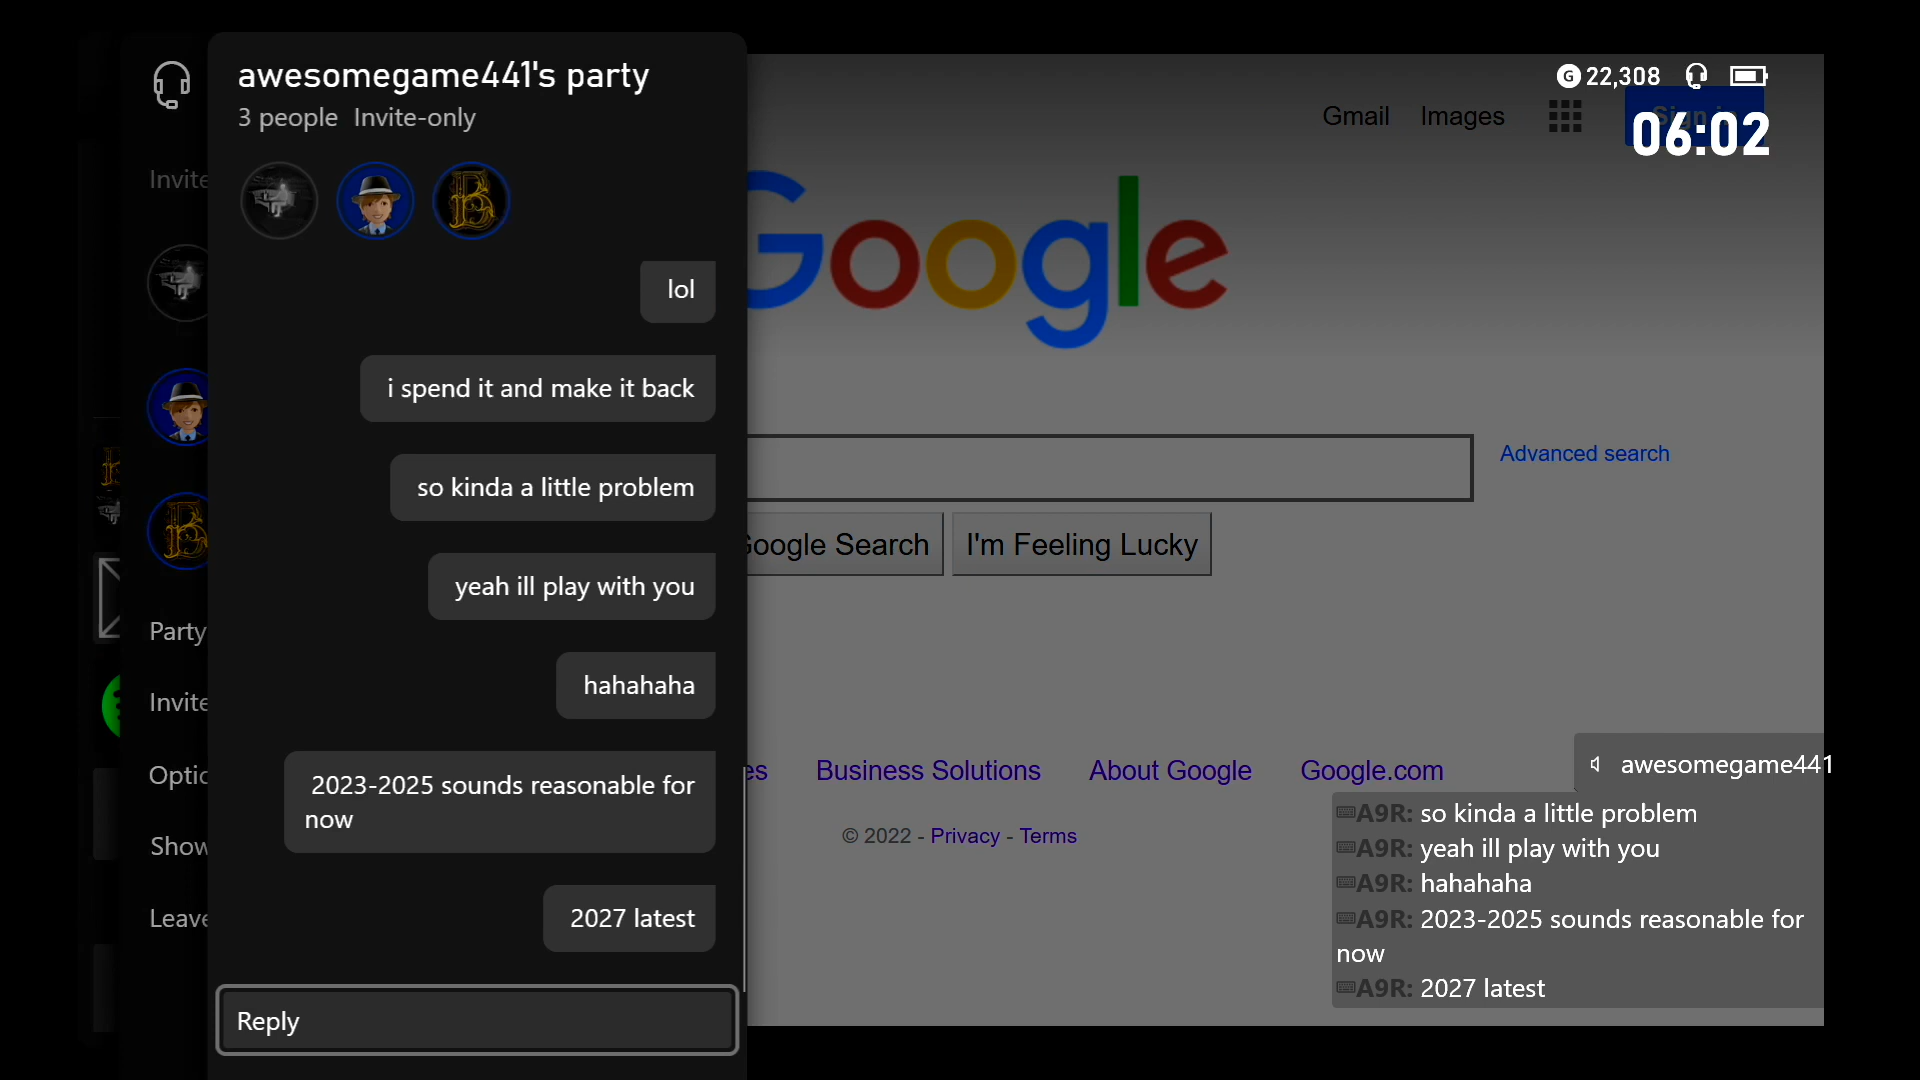 awesomegame441's party
3 people Invite-only
lol
i spend it and make it back
so kinda a little problem
yeah ill play with you
hahahaha
2023-2025 sounds reasonable for
now
2027 latest
Reply
Invite
Party
Invite
Optic
Show
Leave
G 22,308
06:02
Gmail Images
Google
Advanced search
Google Search I'm Feeling Lucky
es Business Solutions About Google Google.com
© 2022 - Privacy - Terms
awesomegame441
A9R: so kinda a little problem
A9R: yeah ill play with you
A9R: hahahaha
A9R: 2023-2025 sounds reasonable for
now
A9R: 2027 latest